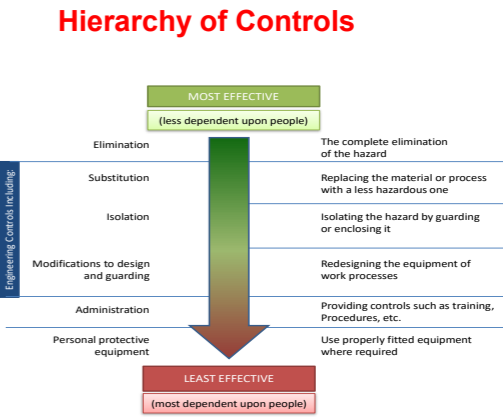 Hierarchy of Controls
MOST EFFECTIVE
(less dependent upon people)
Elimination
The complete elimination
of the hazard
Engineering Controls Including:
Substitution
Replacing the material or process
with a less hazardous one
Isolation
Isolating the hazard by guarding
or enclosing it
Modifications to design
and guarding
Redesigning the equipment of
work processes
Administration
Providing controls such as training,
Procedures, etc.
Personal protective
equipment
Use properly fitted equipment
where required
LEAST EFFECTIVE
(most dependent upon people)